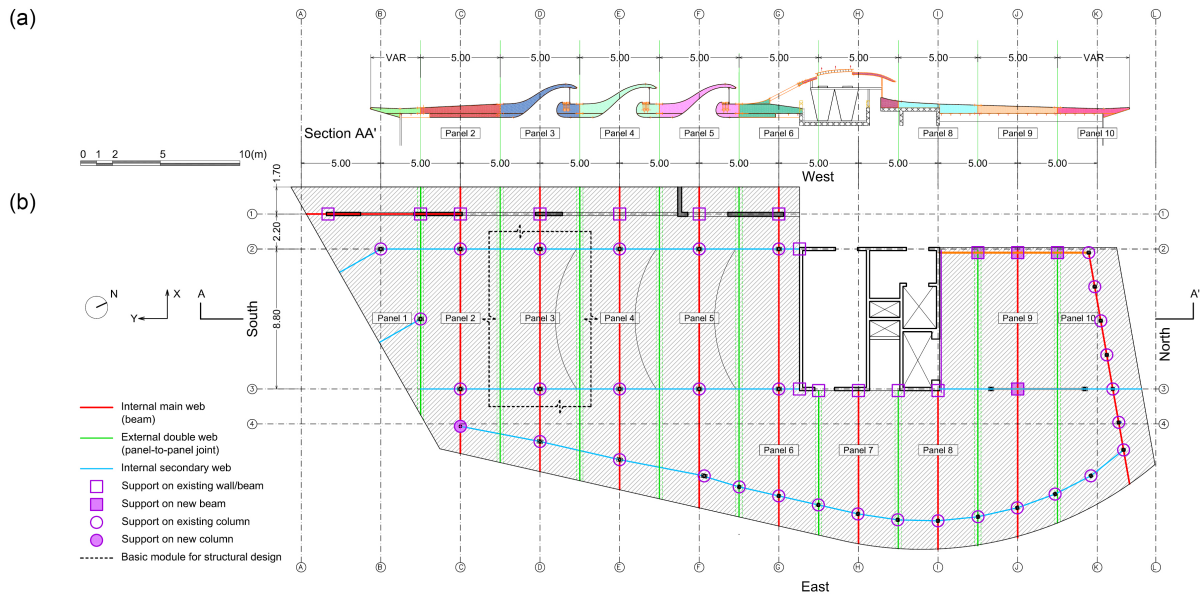 (a)
A B C D E F G H I J K L
VAR 5.00 5.00 5.00 5.00 5.00 5.00 5.00 VAR
Section AA'
Panel 2 Panel 3 Panel 4 Panel 5 Panel 6 Panel 8 Panel 9 Panel 10
0 1 2 5 10(m)
5.00 5.00 5.00 5.00 5.00 5.00 5.00 5.00 5.00 5.00
West
(b)
1.70
1 1
2.20
2 2
N X
Y A A'
8.80
South
Panel 1 Panel 2 Panel 3 Panel 4 Panel 5 Panel 9 Panel 10
North
3 3
Internal main web
(beam)
External double web
(panel-to-panel joint)
4 4
Panel 6 Panel 7 Panel 8
Internal secondary web
Support on existing wall/beam
Support on new beam
Support on existing column
Support on new column
Basic module for structural design
A B C D E F G H I J K L
East